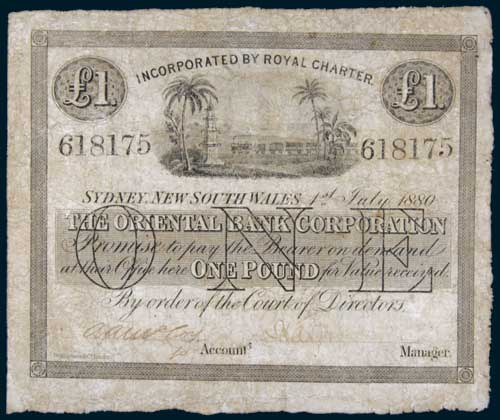 INCORPORATED BY ROYAL CHARTER.
£1. £1.
618175 618175
SYDNEY, NEW SOUTH WALES 1st July 1880
THE ORIENTAL BANK CORPORATION
Promise to pay the Bearer on demand
at their Office here ONE POUND for Value received.
ONE
By order of the Court of Directors.
Accountt Manager.